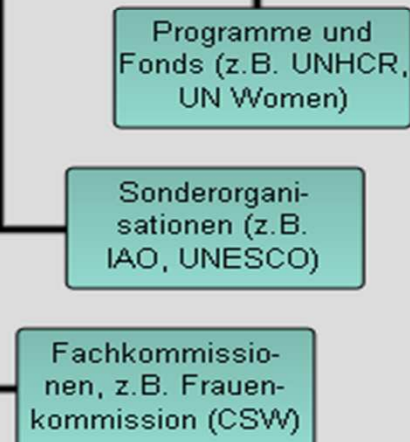 Programme und
Fonds (z.B. UNHCR,
UN Women)
Sonderorgani-
sationen (z.B.
IAO, UNESCO)
Fachkommissio-
nen, z.B. Frauen-
kommission (CSW)